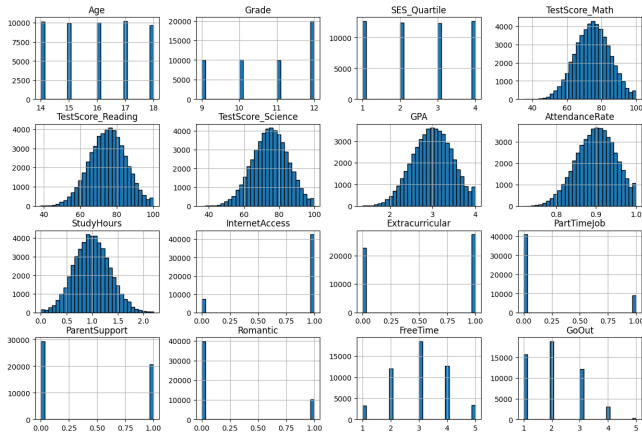 Age Grade SES_Quartile TestScore_Math
10000 7500 5000 2500 0
14 15 16 17 18
20000 15000 10000 5000 0
9 10 11 12
10000 5000 0
1 2 3 4
4000 3000 2000 1000 0
40 60 80 100
TestScore_Reading TestScore_Science GPA AttendanceRate
4000 3000 2000 1000 0
40 60 80 100
4000 3000 2000 1000 0
40 60 80 100
3000 2000 1000 0
2 3 4
3000 2000 1000 0
0.8 0.9 1.0
StudyHours InternetAccess Extracurricular PartTimeJob
4000 3000 2000 1000 0
0.0 0.5 1.0 1.5 2.0
40000 30000 20000 10000 0
0.00 0.25 0.50 0.75 1.00
20000 10000 0
0.00 0.25 0.50 0.75 1.00
40000 30000 20000 10000 0
0.00 0.25 0.50 0.75 1.00
ParentSupport Romantic FreeTime GoOut
30000 20000 10000 0
0.00 0.25 0.50 0.75 1.00
40000 30000 20000 10000 0
0.00 0.25 0.50 0.75 1.00
15000 10000 5000 0
1 2 3 4 5
15000 10000 5000 0
1 2 3 4 5